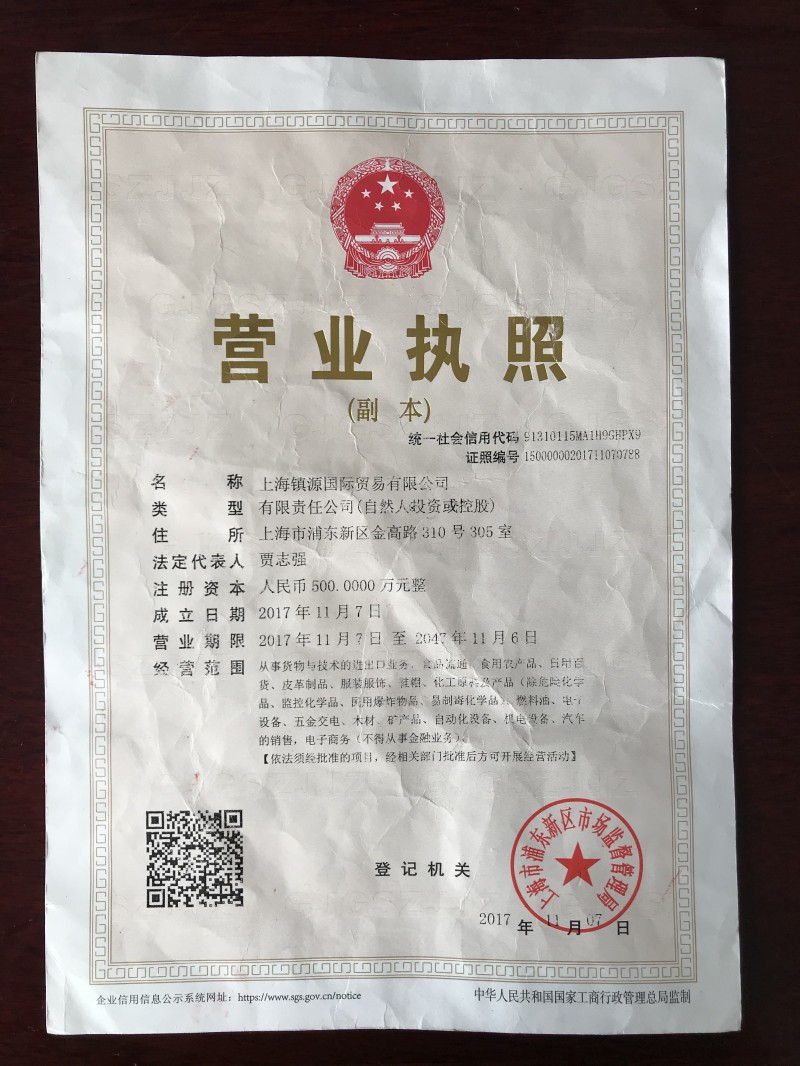 营业执照
(副 本)
统一社会信用代码 91310115MA1H9GHPX9
证照编号 15000000201711070788
名 称 上海镇源国际贸易有限公司
类 型 有限责任公司(自然人投资或控股)
住 所 上海市浦东新区金高路310号305室
法定代表人 贾志强
注册资本 人民币500.0000万元整
成立日期 2017年11月7日
营业期限 2017年11月7日 至 2047年11月6日
经营范围 从事货物与技术的进出口业务，食品流通、食用农产品、日用百
货、皮革制品、服装服饰、鞋帽、化工原料及产品（除危险化学
品、监控化学品、民用爆炸物品、易制毒化学品）、燃料油、电子
设备、五金交电、木材、矿产品、自动化设备、机电设备、汽车
的销售，电子商务（不得从事金融业务）。
【依法须经批准的项目，经相关部门批准后方可开展经营活动】
登记机关
上海市浦东新区市场监督管理局
2017 年 11 月 07 日
企业信用信息公示系统网址：https://www.sgs.gov.cn/notice
中华人民共和国国家工商行政管理总局监制